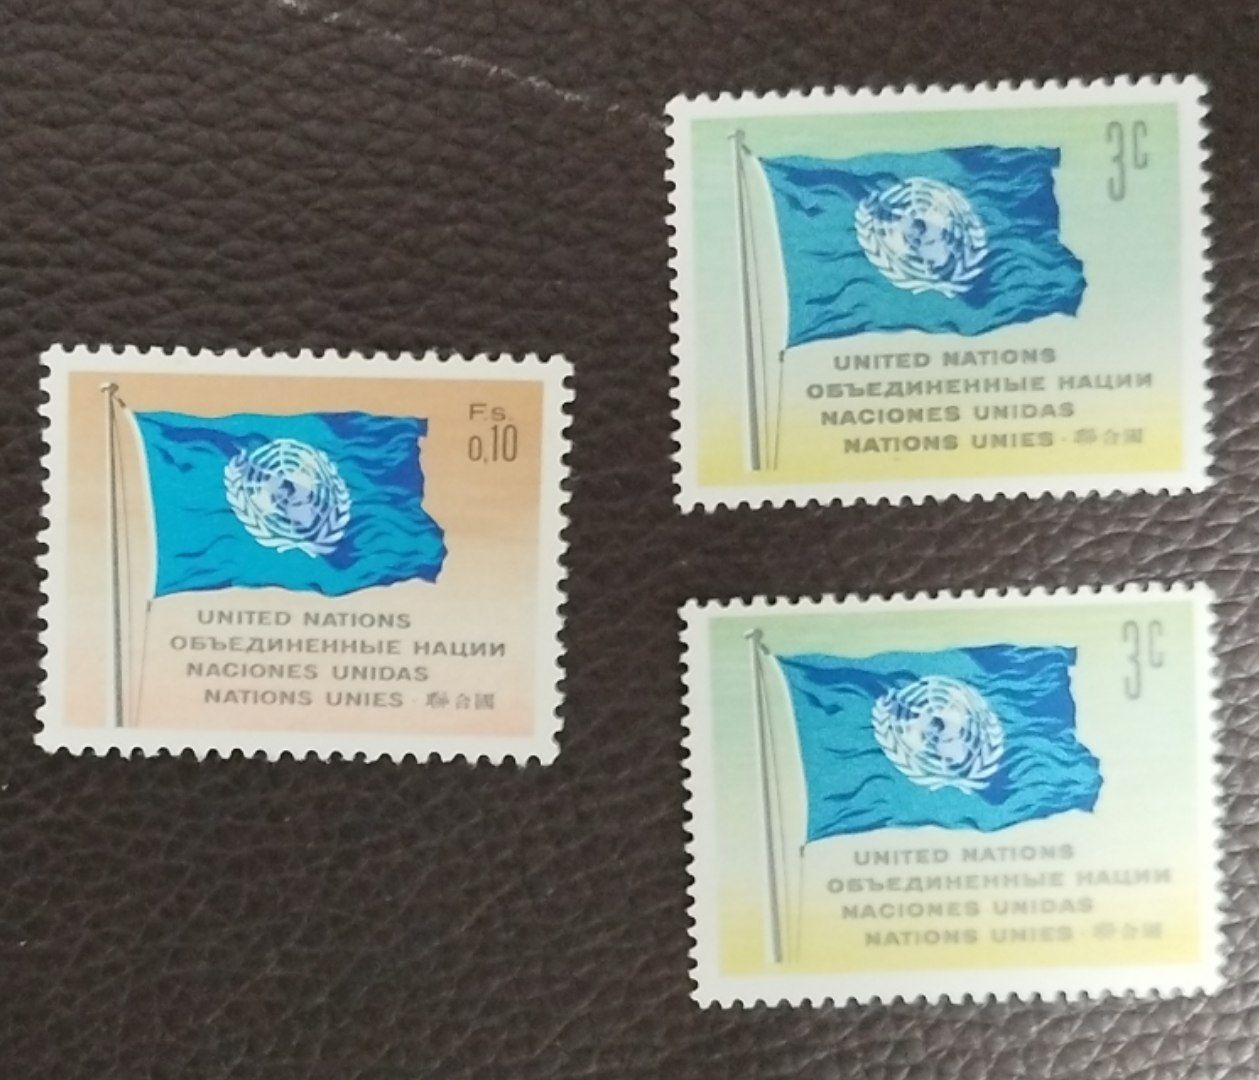 F.s.
0,10
UNITED NATIONS
ОБЪЕДИНЕННЫЕ НАЦИИ
NACIONES UNIDAS
NATIONS UNIES · 聯合國
3c
UNITED NATIONS
ОБЪЕДИНЕННЫЕ НАЦИИ
NACIONES UNIDAS
NATIONS UNIES · 聯合國
3c
UNITED NATIONS
ОБЪЕДИНЕННЫЕ НАЦИИ
NACIONES UNIDAS
NATIONS UNIES · 聯合國